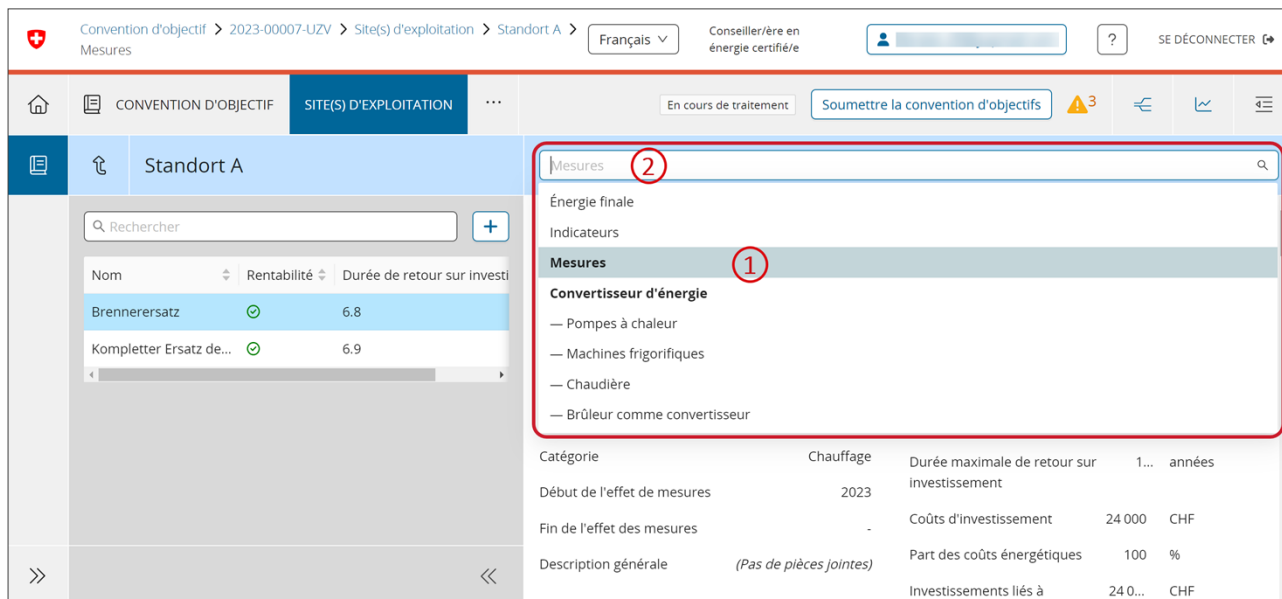 Convention d'objectif > 2023-00007-UZV > Site(s) d'exploitation > Standort A >
Mesures
Français
Conseiller/ère en
énergie certifié/e
?
SE DÉCONNECTER
CONVENTION D'OBJECTIF
SITE(S) D'EXPLOITATION
...
En cours de traitement
Soumettre la convention d'objectifs
3
Standort A
Mesures
2
Énergie finale
Indicateurs
Mesures
1
Convertisseur d'énergie
— Pompes à chaleur
— Machines frigorifiques
— Chaudière
— Brûleur comme convertisseur
Rechercher
+
Nom Rentabilité Durée de retour sur investi
Brennerersatz 6.8
Kompletter Ersatz de... 6.9
Catégorie Chauffage
Début de l'effet de mesures 2023
Fin de l'effet des mesures -
Description générale (Pas de pièces jointes)
Durée maximale de retour sur 1... années
investissement
Coûts d'investissement 24 000 CHF
Part des coûts énergétiques 100 %
Investissements liés à 24 0... CHF